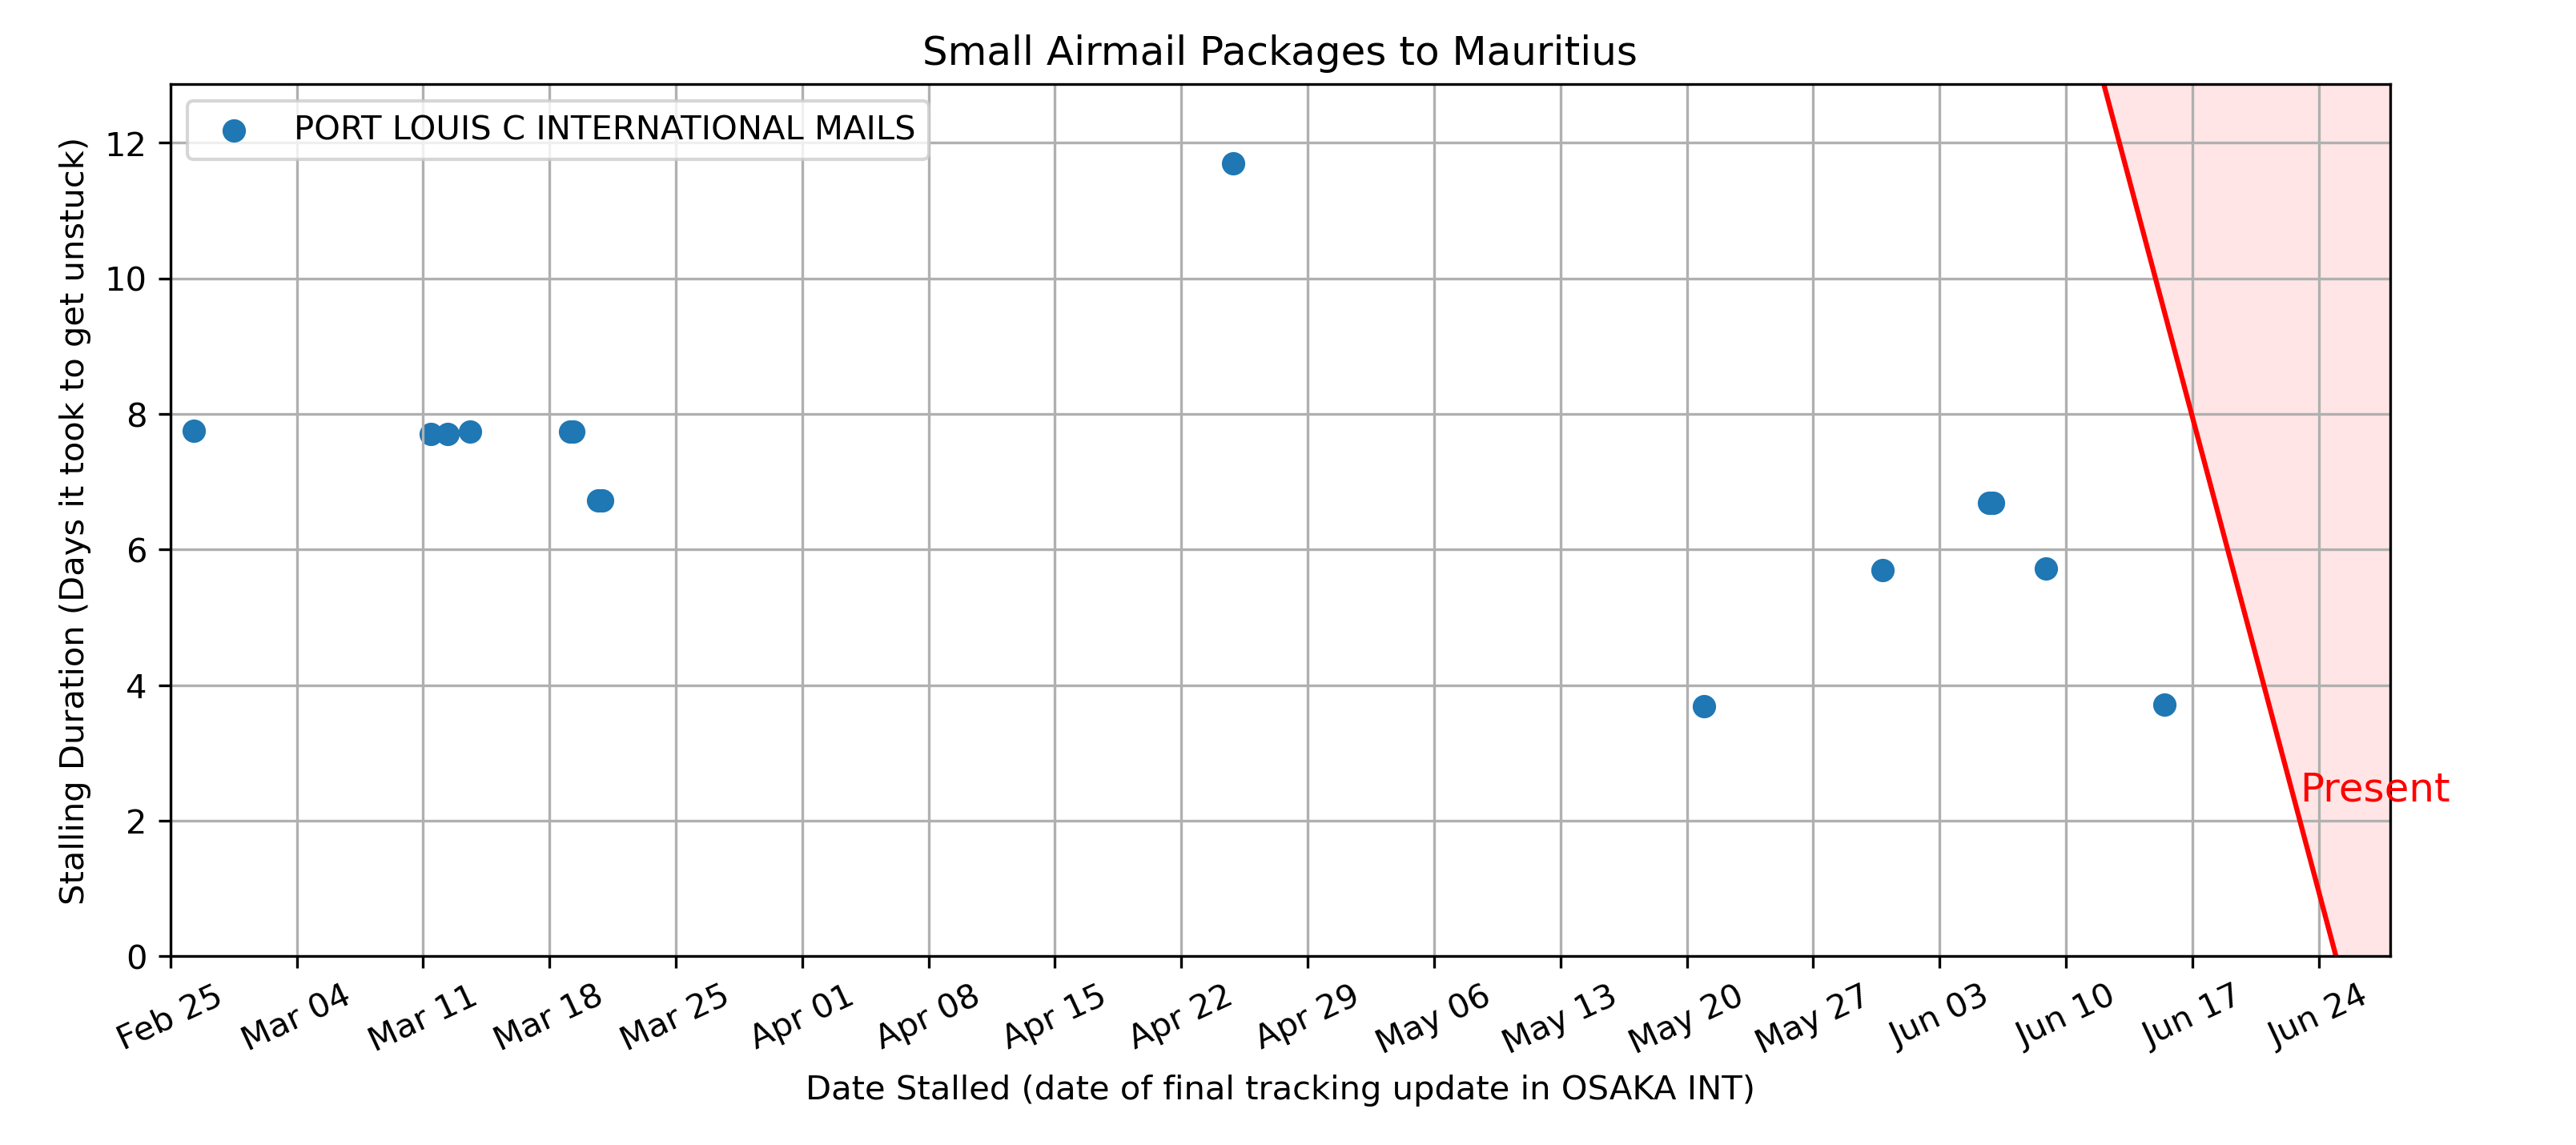 Small Airmail Packages to Mauritius
PORT LOUIS C INTERNATIONAL MAILS
Stalling Duration (Days it took to get unstuck)
12
10
8
6
4
2
0
Present
Feb 25
Mar 04
Mar 11
Mar 18
Mar 25
Apr 01
Apr 08
Apr 15
Apr 22
Apr 29
May 06
May 13
May 20
May 27
Jun 03
Jun 10
Jun 17
Jun 24
Date Stalled (date of final tracking update in OSAKA INT)